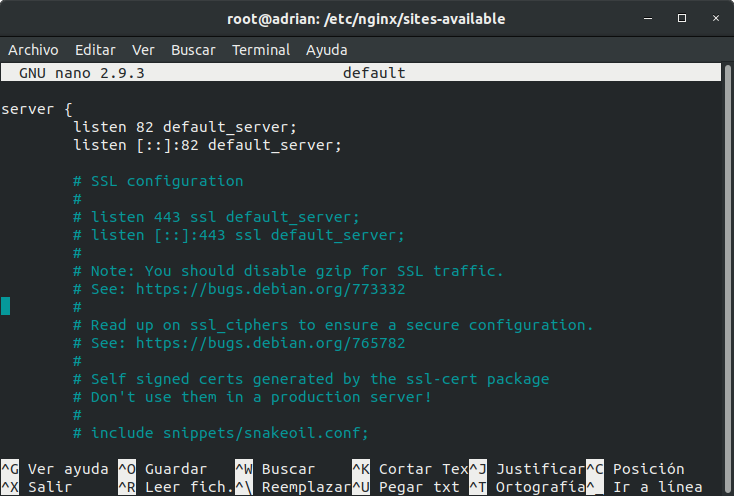 root@adrian: /etc/nginx/sites-available
Archivo Editar Ver Buscar Terminal Ayuda
GNU nano 2.9.3 default
server {
listen 82 default_server;
listen [::]:82 default_server;
# SSL configuration
#
# listen 443 ssl default_server;
# listen [::]:443 ssl default_server;
#
# Note: You should disable gzip for SSL traffic.
# See: https://bugs.debian.org/773332
#
# Read up on ssl_ciphers to ensure a secure configuration.
# See: https://bugs.debian.org/765782
#
# Self signed certs generated by the ssl-cert package
# Don't use them in a production server!
#
# include snippets/snakeoil.conf;
^G Ver ayuda ^O Guardar ^W Buscar ^K Cortar Tex^J Justificar^C Posición
^X Salir ^R Leer fich.^\ Reemplazar^U Pegar txt ^T Ortografía^_ Ir a línea